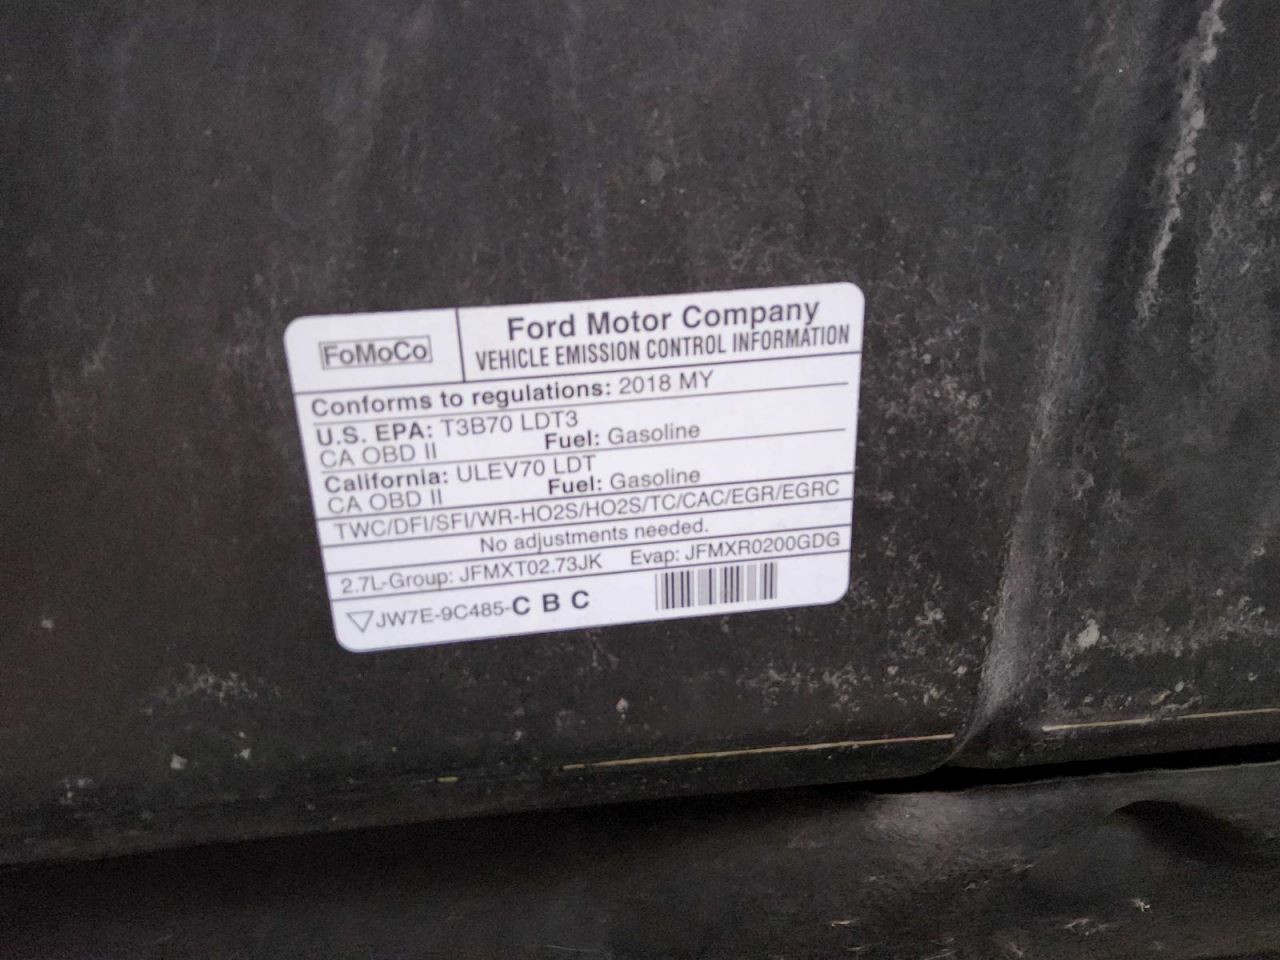 FoMoCo
Ford Motor Company
VEHICLE EMISSION CONTROL INFORMATION
Conforms to regulations: 2018 MY
U.S. EPA: T3B70 LDT3
CA OBD II Fuel: Gasoline
California: ULEV70 LDT
CA OBD II Fuel: Gasoline
TWC/DFI/SFI/WR-HO2S/HO2S/TC/CAC/EGR/EGRC
No adjustments needed.
2.7L-Group: JFMXT02.73JK Evap: JFMXR0200GDG
JW7E-9C485-C B C